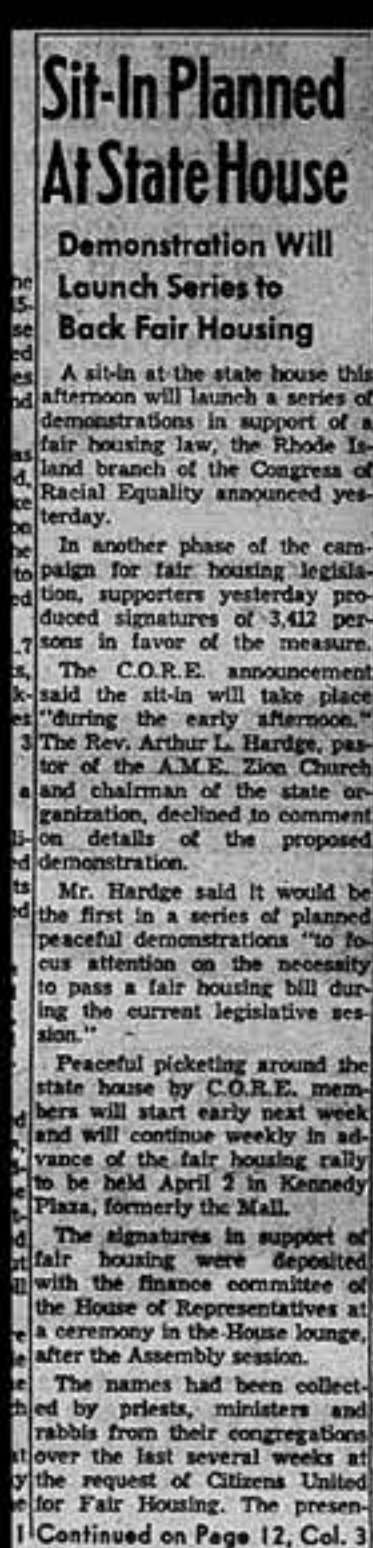 Sit-In Planned
At State House
Demonstration Will
Launch Series to
Back Fair Housing
A sit-in at the state house this
afternoon will launch a series of
demonstrations in support of a
fair housing law, the Rhode Is-
land branch of the Congress of
Racial Equality announced yes-
terday.
In another phase of the cam-
paign for fair housing legisla-
tion, supporters yesterday pro-
duced signatures of 3,412 per-
sons in favor of the measure.
The C.O.R.E. announcement
said the sit-in will take place
"during the early afternoon."
The Rev. Arthur L. Hardge, pas-
tor of the A.M.E. Zion Church
and chairman of the state or-
ganization, declined to comment
on details of the proposed
demonstration.
Mr. Hardge said it would be
the first in a series of planned
peaceful demonstrations "to fo-
cus attention on the necessity
to pass a fair housing bill dur-
ing the current legislative ses-
sion."
Peaceful picketing around the
state house by C.O.R.E. mem-
bers will start early next week
and will continue weekly in ad-
vance of the fair housing rally
to be held April 2 in Kennedy
Plaza, formerly the Mall.
The signatures in support of
fair housing were deposited
with the finance committee of
the House of Representatives at
a ceremony in the House lounge,
after the Assembly session.
The names had been collect-
ed by priests, ministers and
rabbis from their congregations
over the last several weeks at
the request of Citizens United
for Fair Housing. The presen-
Continued on Page 12, Col. 3